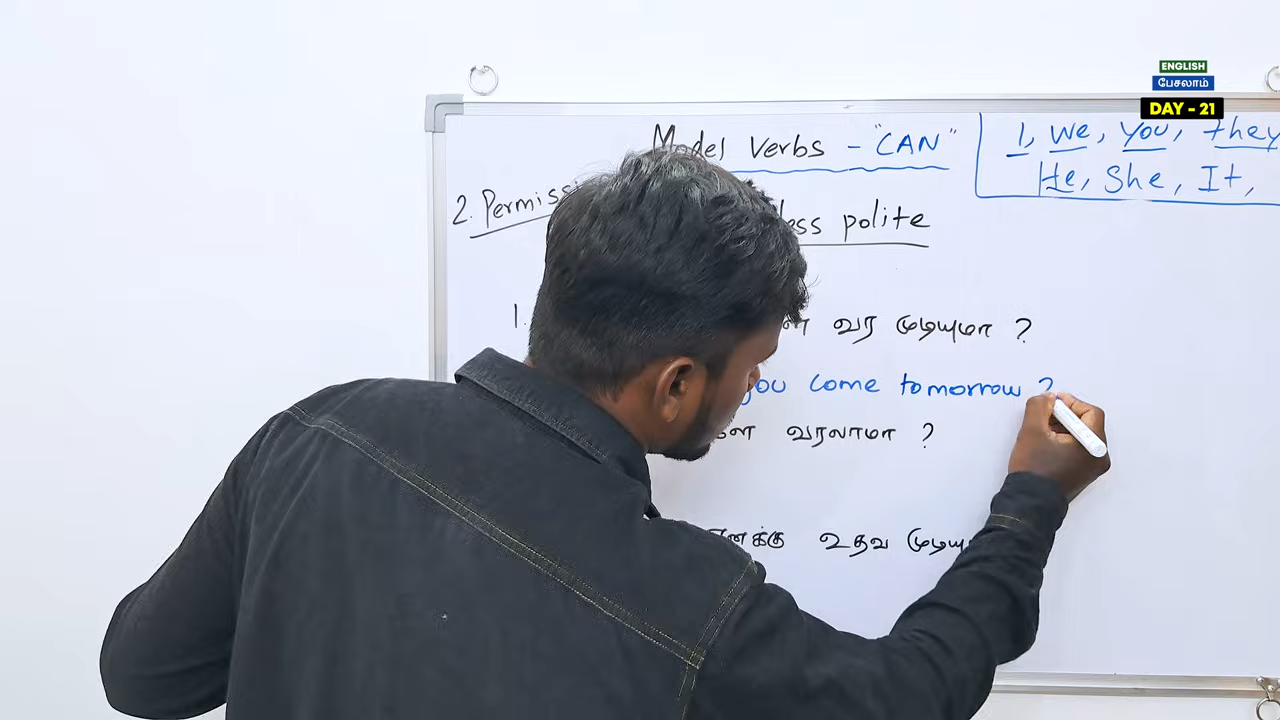 ENGLISH
பேசலாம்
DAY - 21
Model Verbs - "CAN"
I, We, You, they
He, She, It,
2. Permiss
less polite
1.
வர முடியுமா ?
you come tomorrow ?
வரலாமா ?
எனக்கு உதவ முடியு